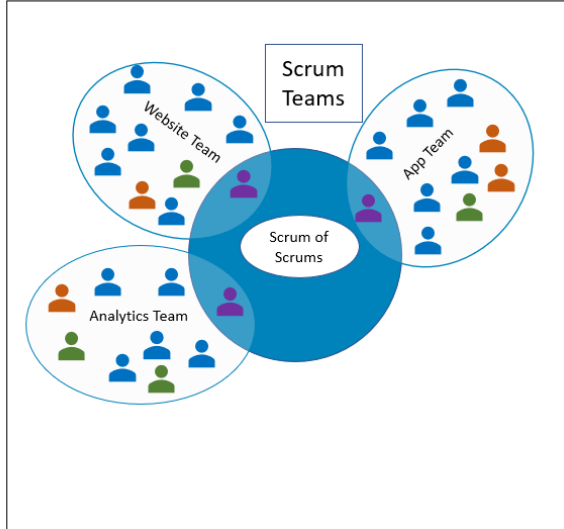 Scrum
Teams
Website Team
App Team
Scrum of
Scrums
Analytics Team